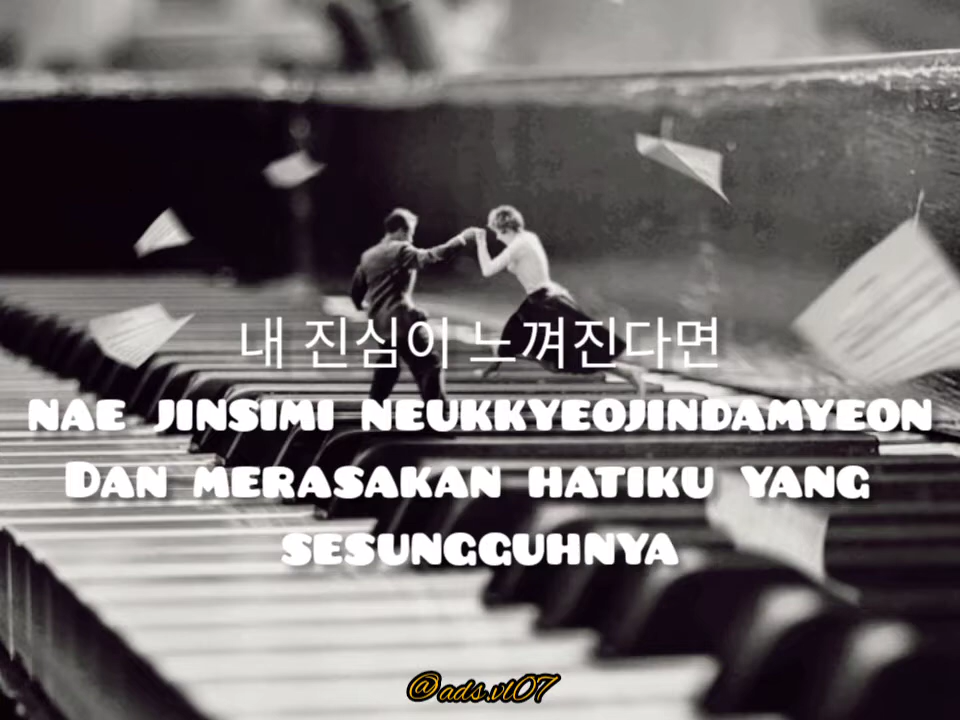 내 진심이 느껴진다면
NAE JINSIMI NEUKKYEOJINDAMYEON
DAN MERASAKAN HATIKU YANG
SESUNGGUHNYA
@ads.vl07